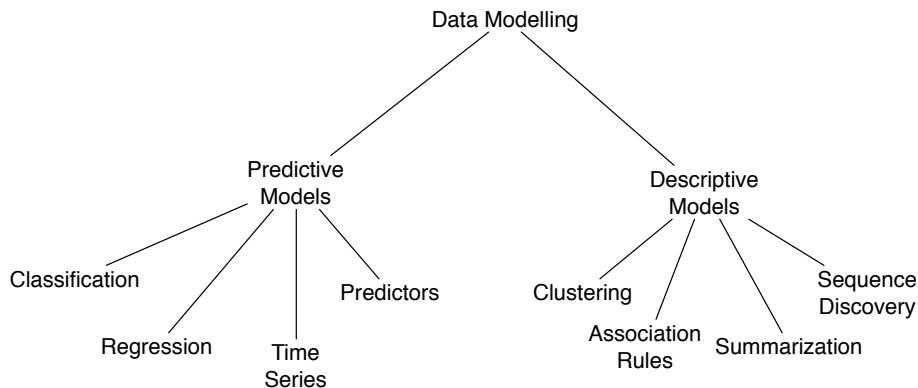 Data Modelling
Predictive
Models
Descriptive
Models
Classification
Regression
Time
Series
Predictors
Clustering
Association
Rules
Summarization
Sequence
Discovery